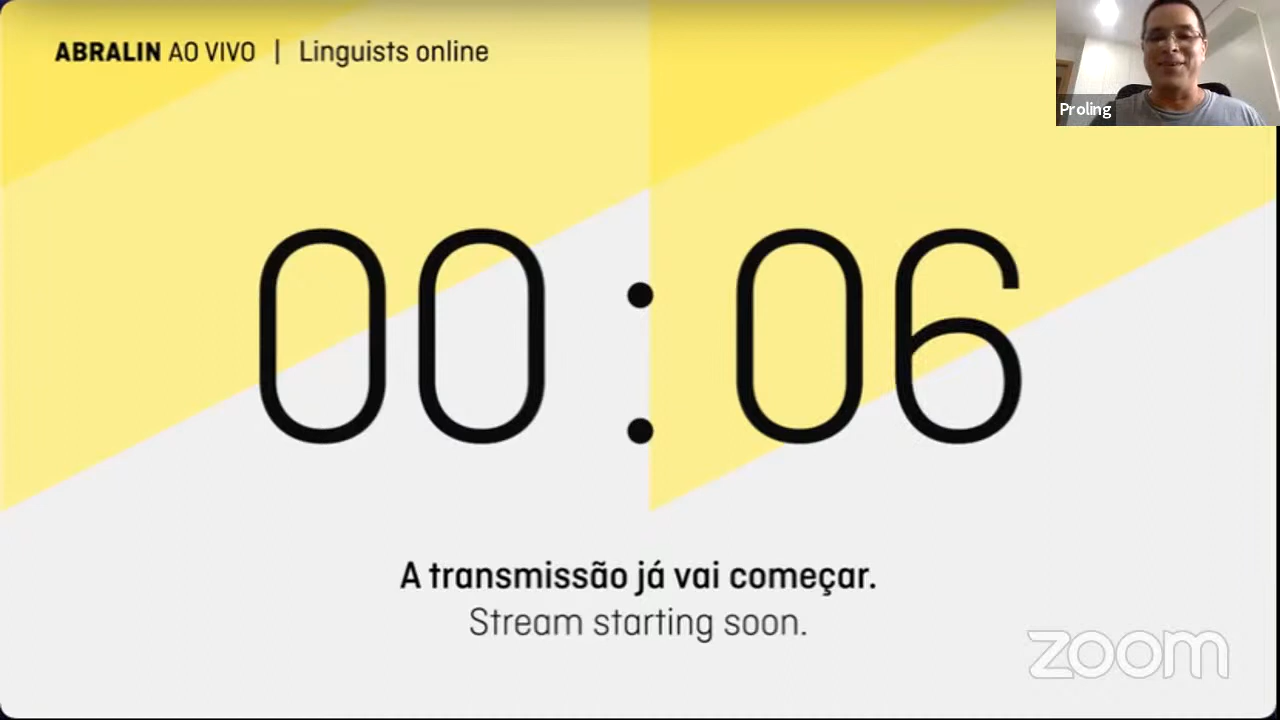 ABRALIN AO VIVO | Linguists online
Proling
00:06
A transmissão já vai começar.
Stream starting soon.
zoom